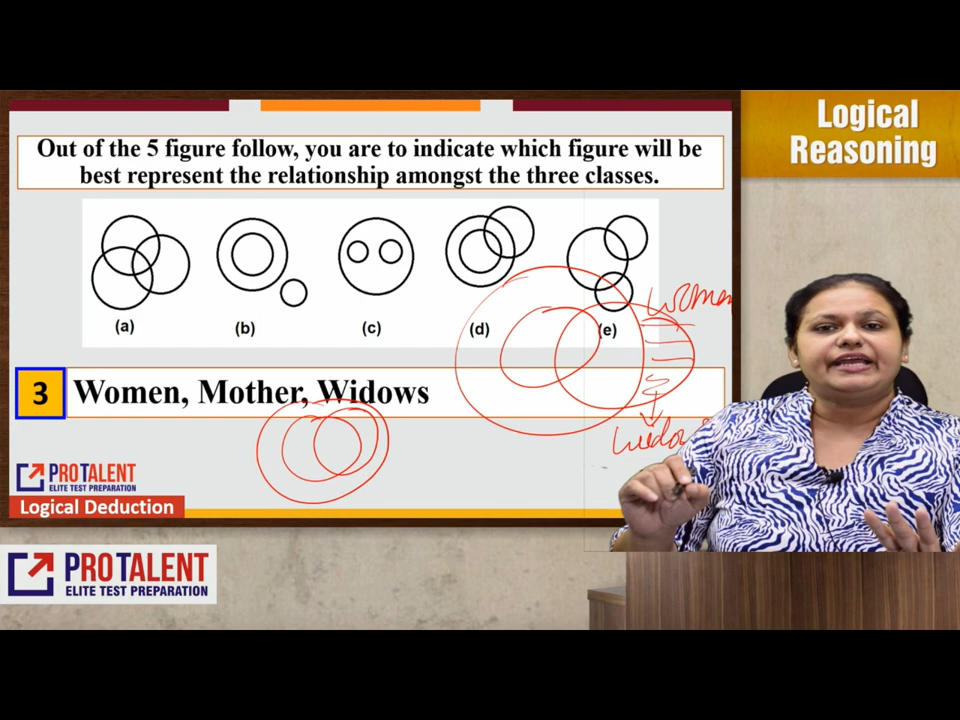 Logical
Reasoning
Out of the 5 figure follow, you are to indicate which figure will be
best represent the relationship amongst the three classes.
(a) (b) (c) (d) (e)
women
3 Women, Mother, Widows
PROTALENT
ELITE TEST PREPARATION
Logical Deduction
PROTALENT
ELITE TEST PREPARATION